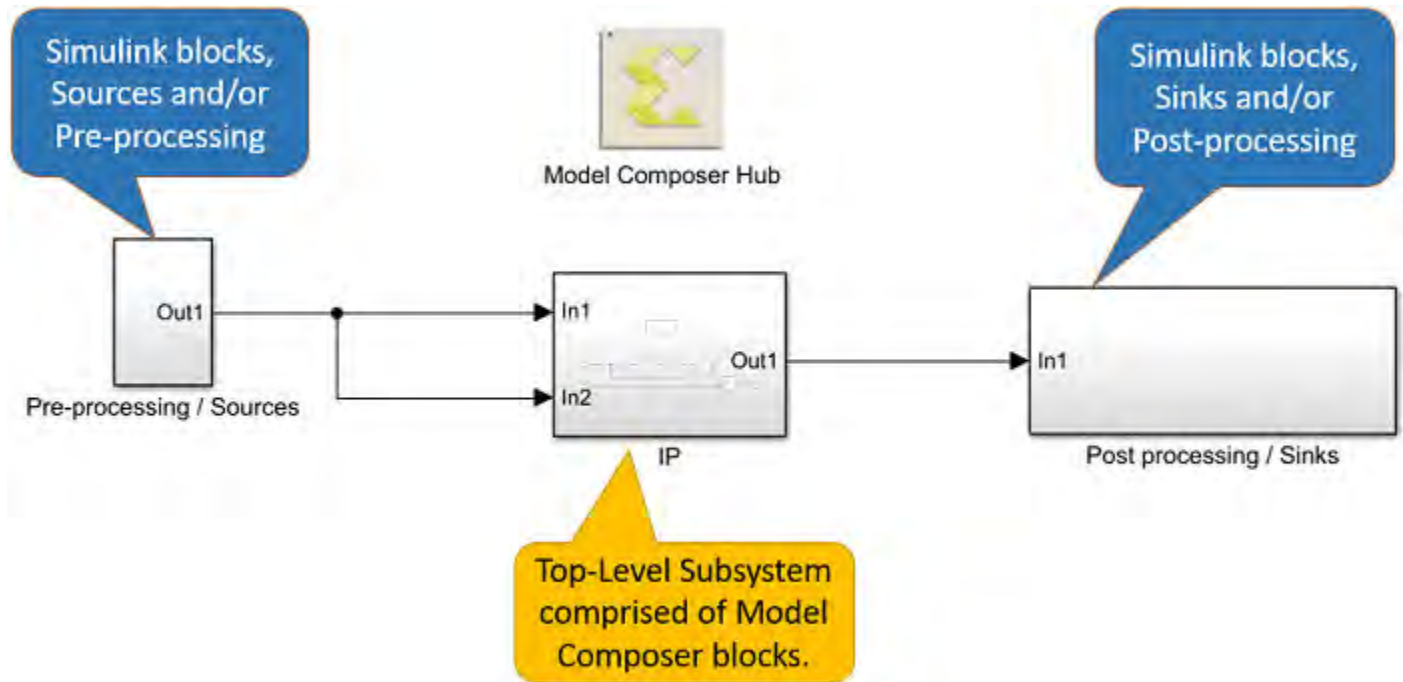 Simulink blocks,
Sources and/or
Pre-processing
Model Composer Hub
Simulink blocks,
Sinks and/or
Post-processing
Out1
Pre-processing / Sources
In1
In2
Out1
IP
In1
Post processing / Sinks
Top-Level Subsystem
comprised of Model
Composer blocks.